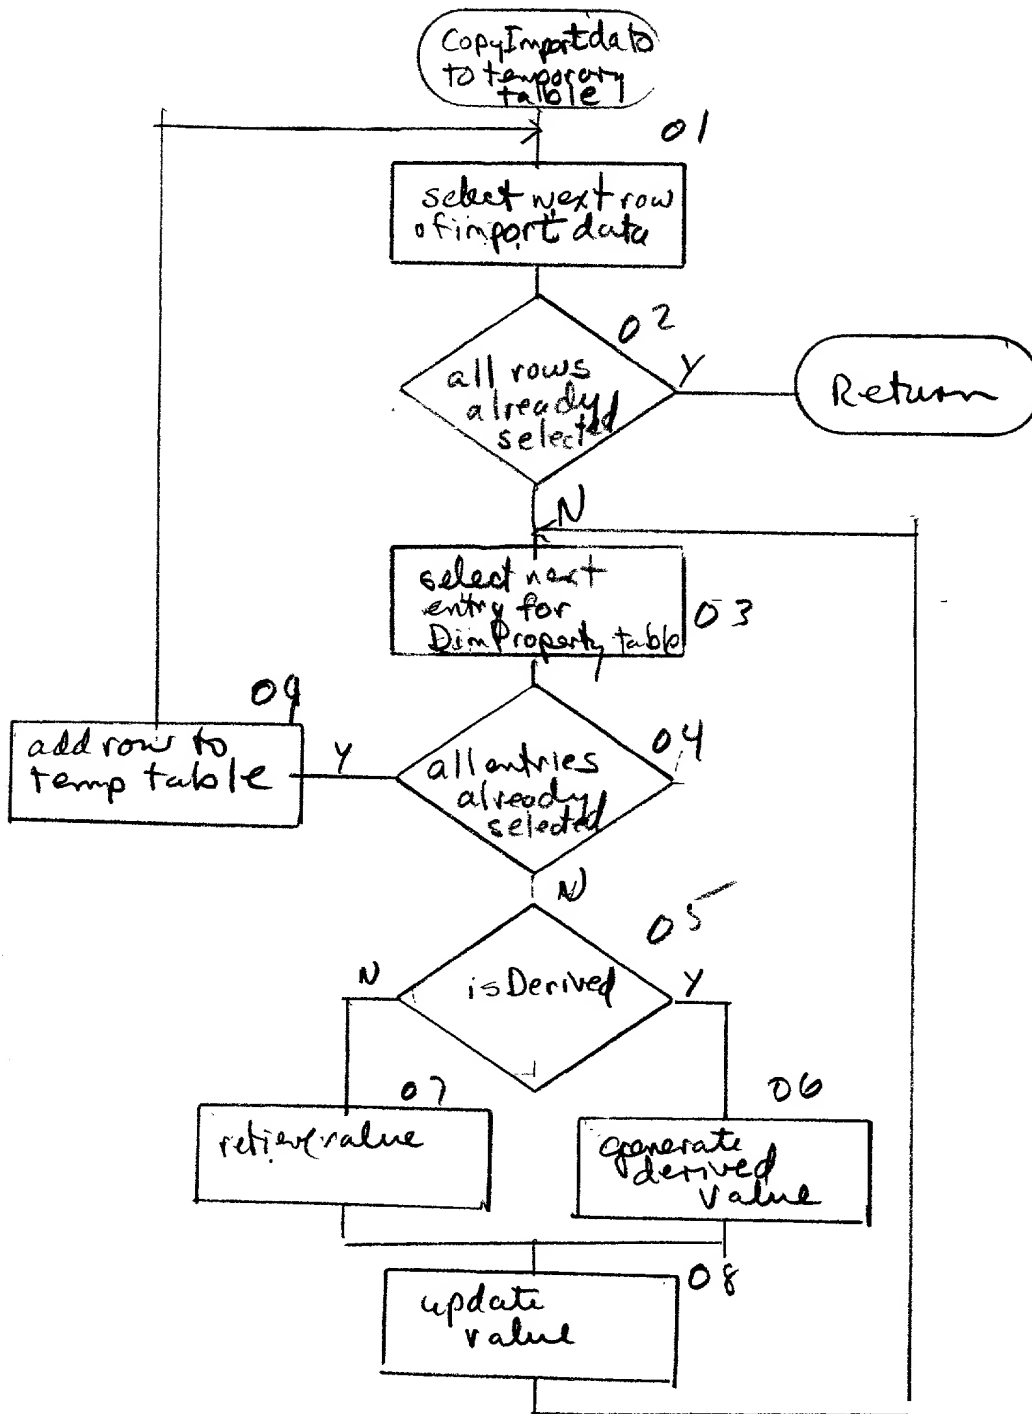 CopyImportdata
to temporary
table
01
select next row
of import data
02
all rows
already
selected
Y
Return
N
select next
entry for
DimProperty table
03
09
add row to
temp table
Y
04
all entries
already
selected
N
05
isDerived
N
Y
07
retieve value
06
generate
derived
value
08
update
value